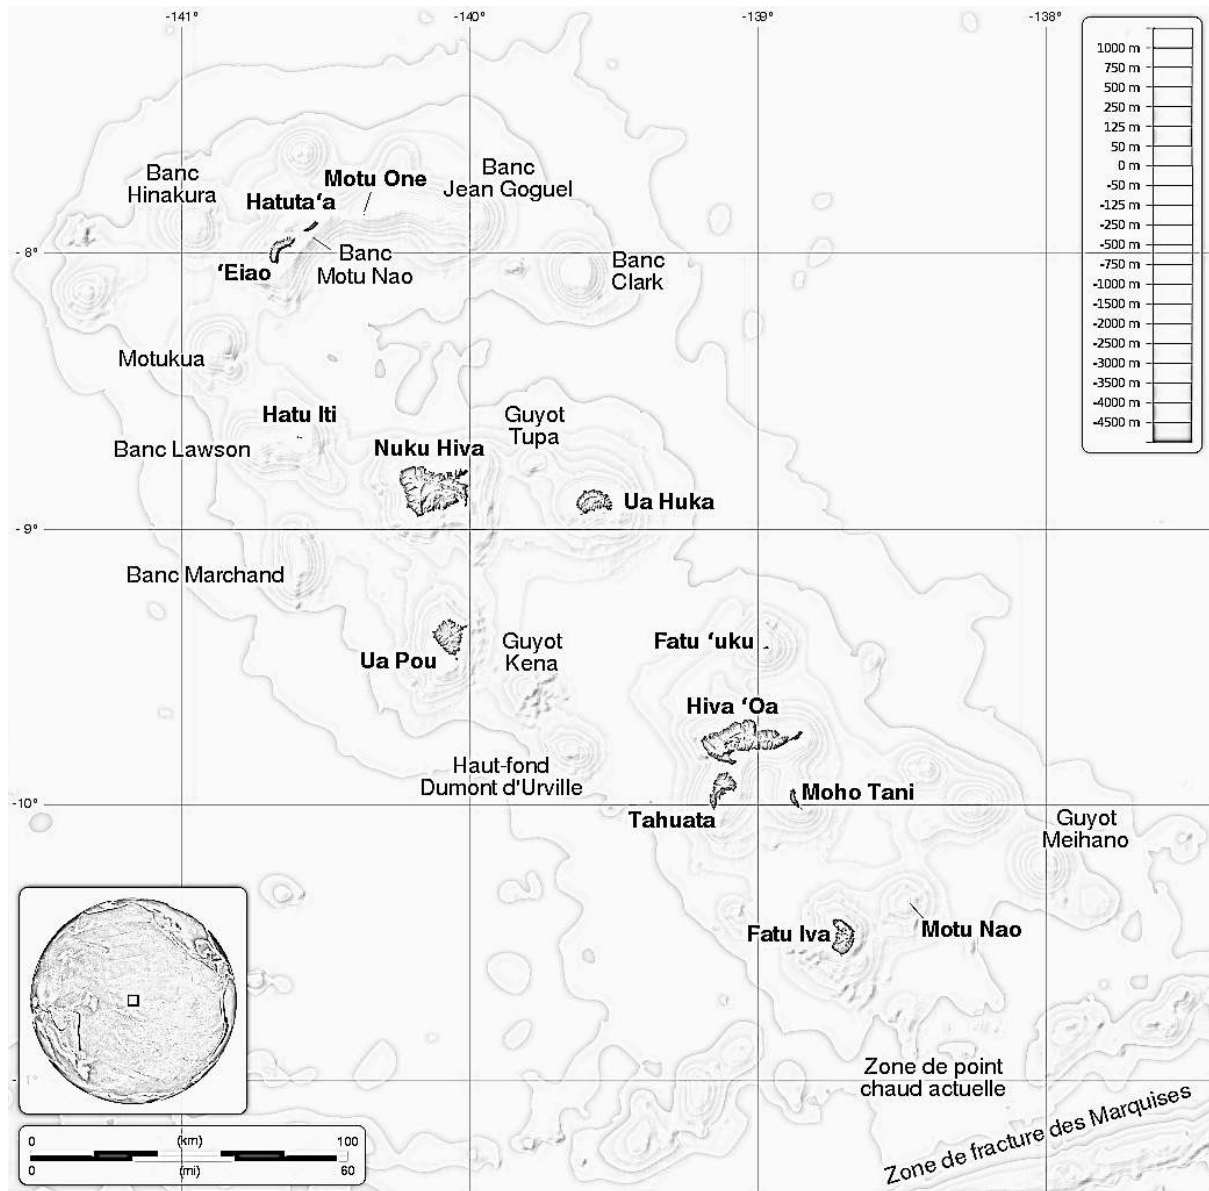 -141°
-140°
-139°
-138°
1000 m
750 m
500 m
250 m
125 m
50 m
0 m
-50 m
-125 m
-250 m
-500 m
-750 m
-1000 m
-1500 m
-2000 m
-2500 m
-3000 m
-3500 m
-4000 m
-4500 m
Banc
Hinakura
Motu One
Banc
Jean Goguel
Hatutaʻa
-8°
Banc
Motu Nao
ʻEiao
Banc
Clark
Motukua
Hatu Iti
Guyot
Tupa
Banc Lawson
Nuku Hiva
Ua Huka
-9°
Banc Marchand
Ua Pou
Guyot
Kena
Fatu ʻuku
Hiva ʻOa
Haut-fond
Dumont d'Urville
-10°
Moho Tani
Tahuata
Guyot
Meihano
Fatu Iva
Motu Nao
Zone de point
chaud actuelle
Zone de fracture des Marquises
0 (km) 100
0 (mi) 60